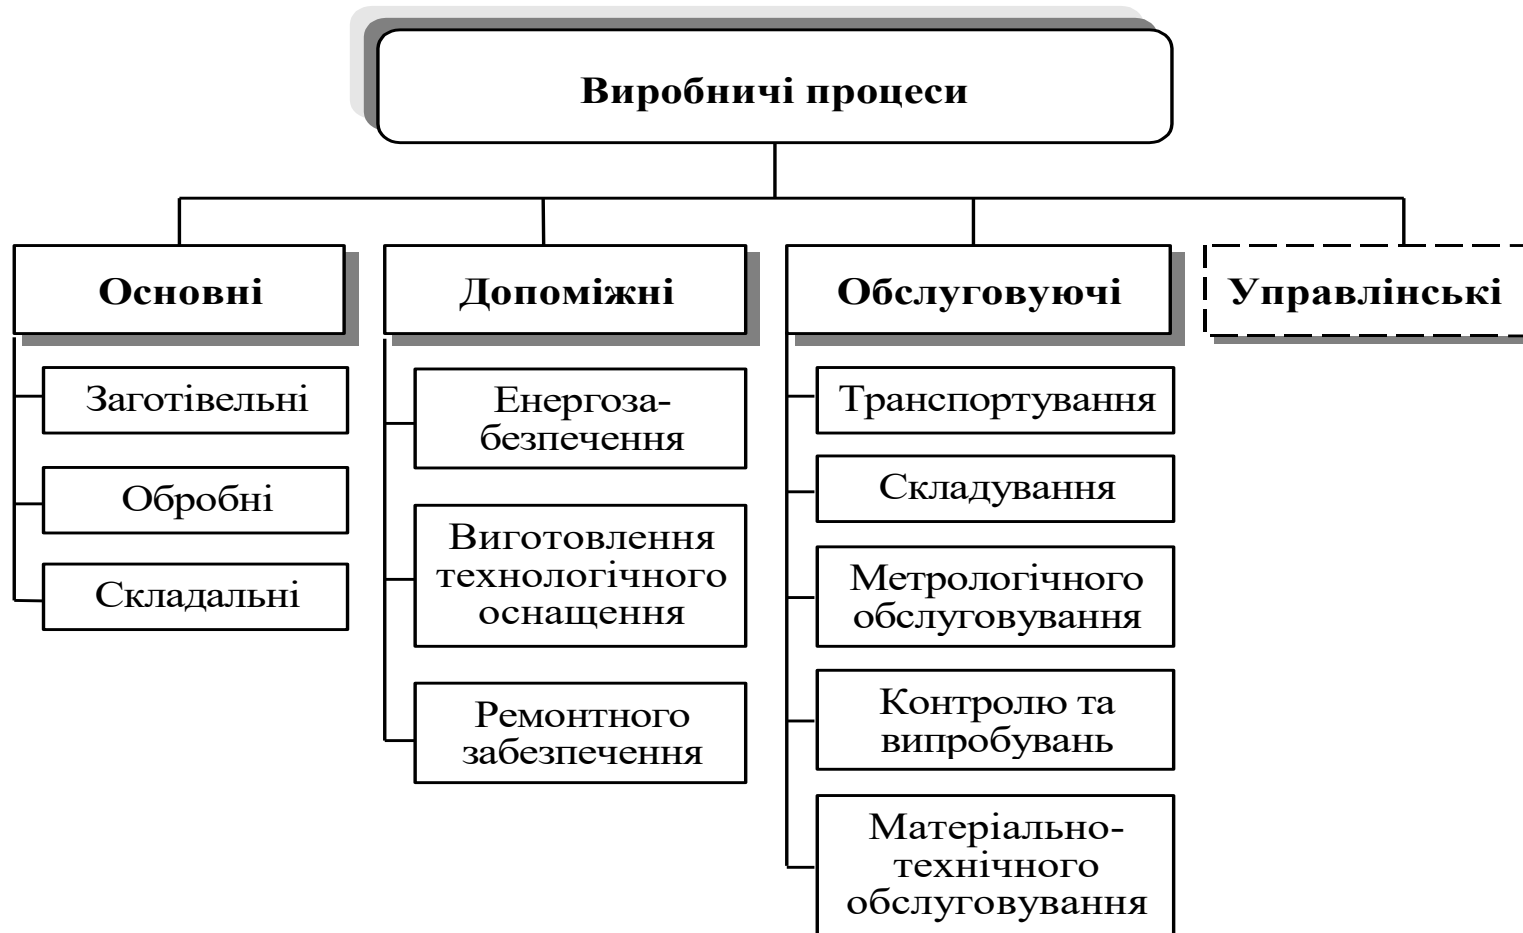 Виробничі процеси
Основні
Заготівельні
Обробні
Складальні
Допоміжні
Енергоза-
безпечення
Виготовлення
технологічного
оснащення
Ремонтного
забезпечення
Обслуговуючі
Транспортування
Складування
Метрологічного
обслуговування
Контролю та
випробувань
Матеріально-
технічного
обслуговування
Управлінські